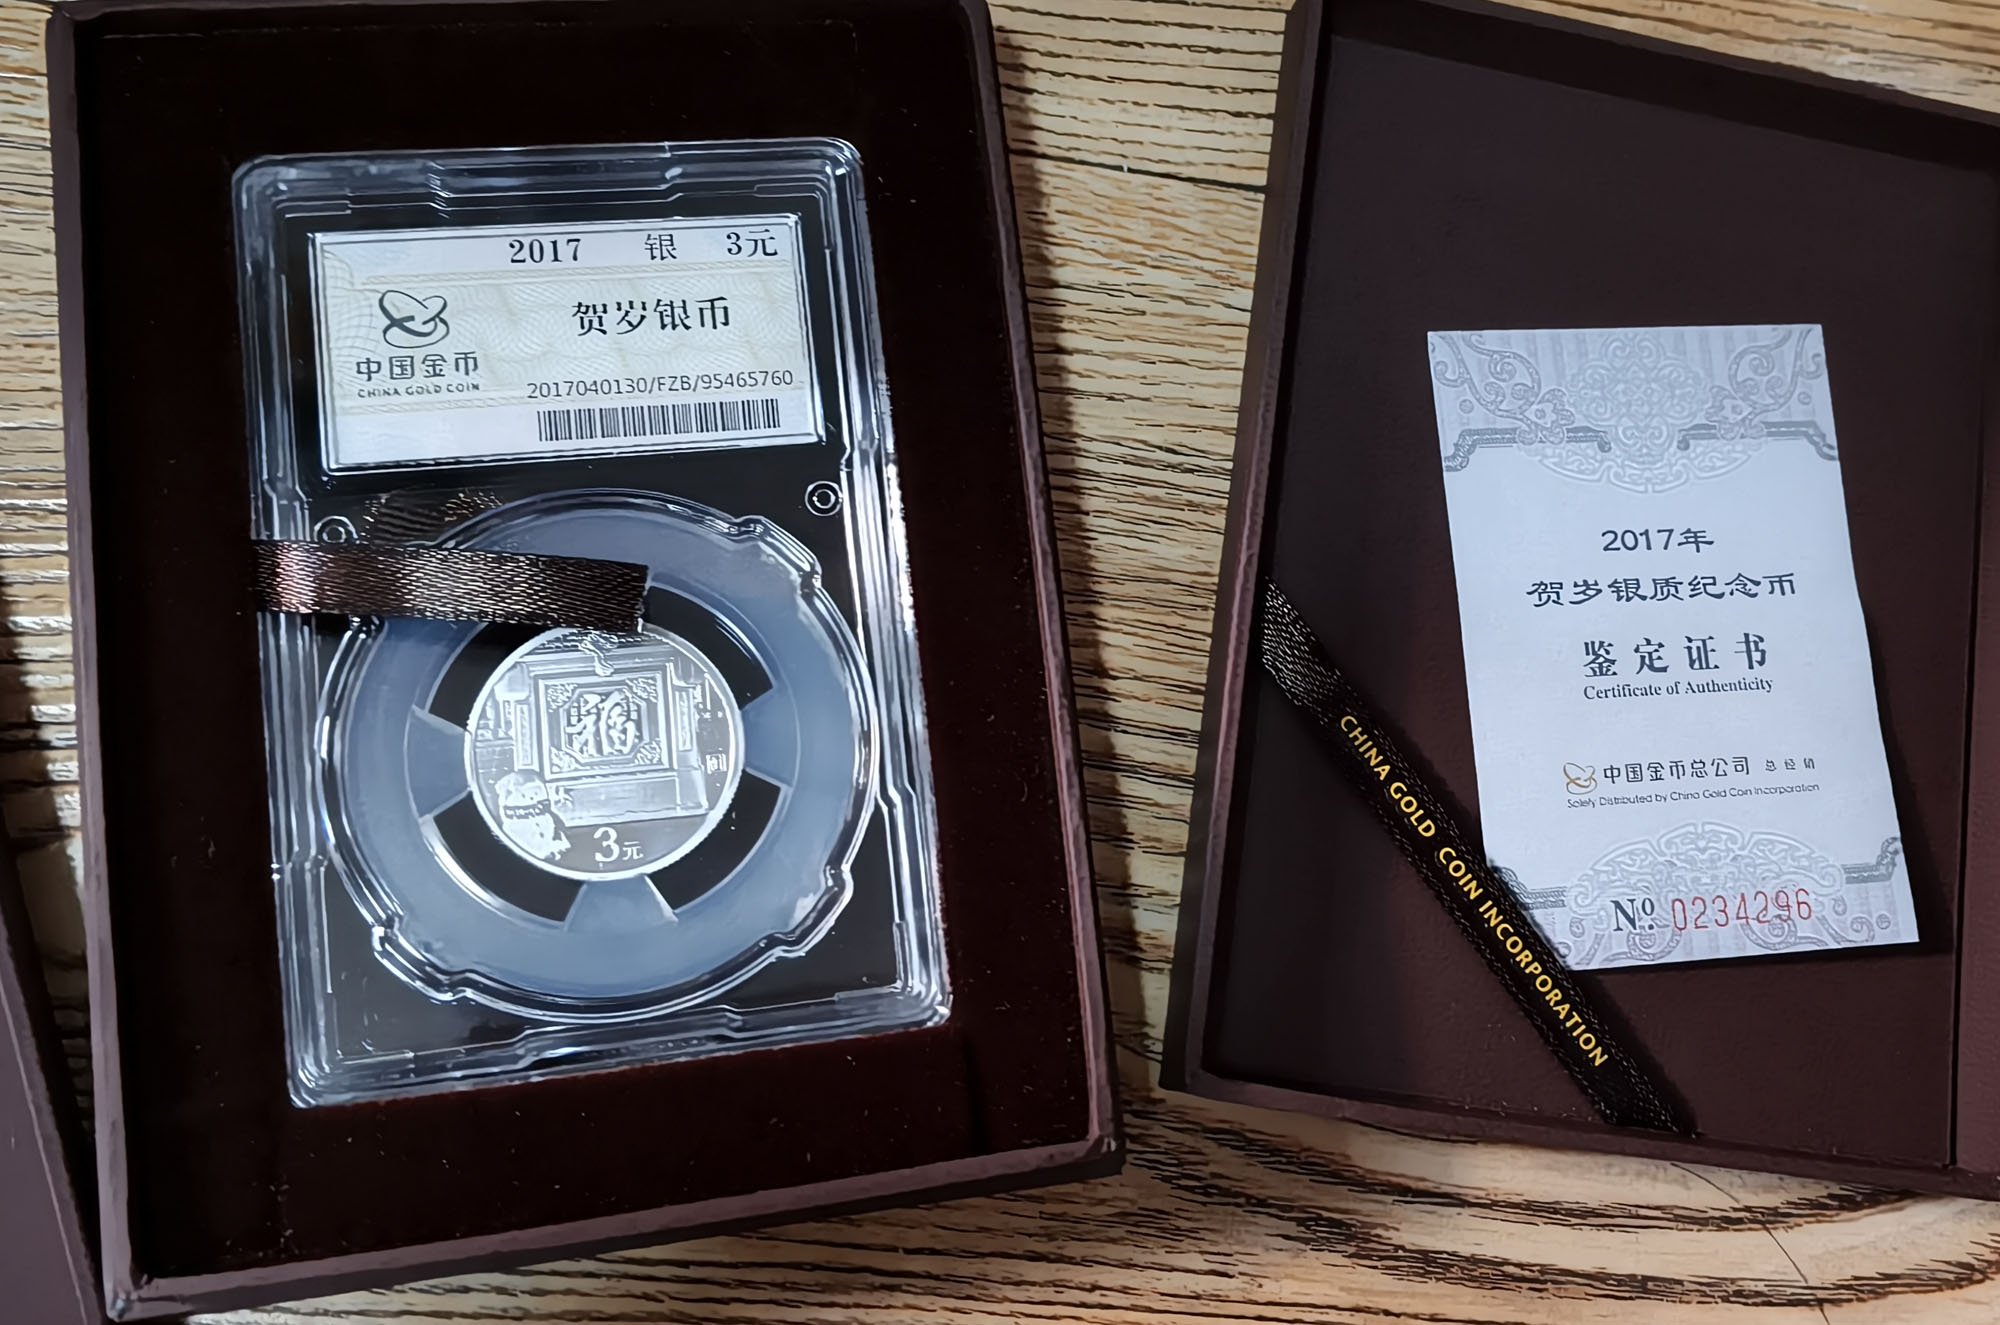 2017 银 3元
贺岁银币
中国金币
CHINA GOLD COIN
2017040130/FZB/95465760
福
3元
2017年
贺岁银质纪念币
鉴定证书
Certificate of Authenticity
中国金币总公司 总经销
Solely Distributed by China Gold Coin Incorporation
№ 0234296
CHINA GOLD COIN INCORPORATION